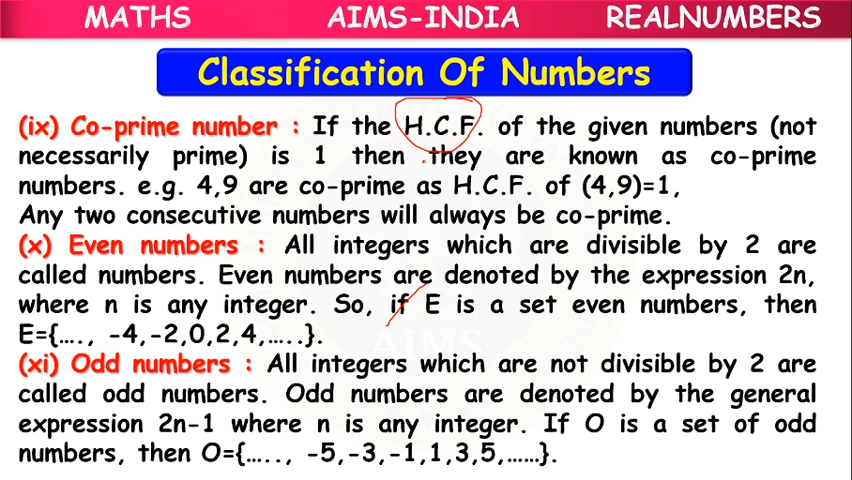 MATHS AIMS-INDIA REALNUMBERS
Classification Of Numbers
(ix) Co-prime number : If the H.C.F. of the given numbers (not
necessarily prime) is 1 then they are known as co-prime
numbers. e.g. 4,9 are co-prime as H.C.F. of (4,9)=1,
Any two consecutive numbers will always be co-prime.
(x) Even numbers : All integers which are divisible by 2 are
called numbers. Even numbers are denoted by the expression 2n,
where n is any integer. So, if E is a set even numbers, then
E={...., -4,-2,0,2,4,.....}.
AIMS
(xi) Odd numbers : All integers which are not divisible by 2 are
called odd numbers. Odd numbers are denoted by the general
expression 2n-1 where n is any integer. If O is a set of odd
numbers, then O={....., -5,-3,-1,1,3,5,......}.